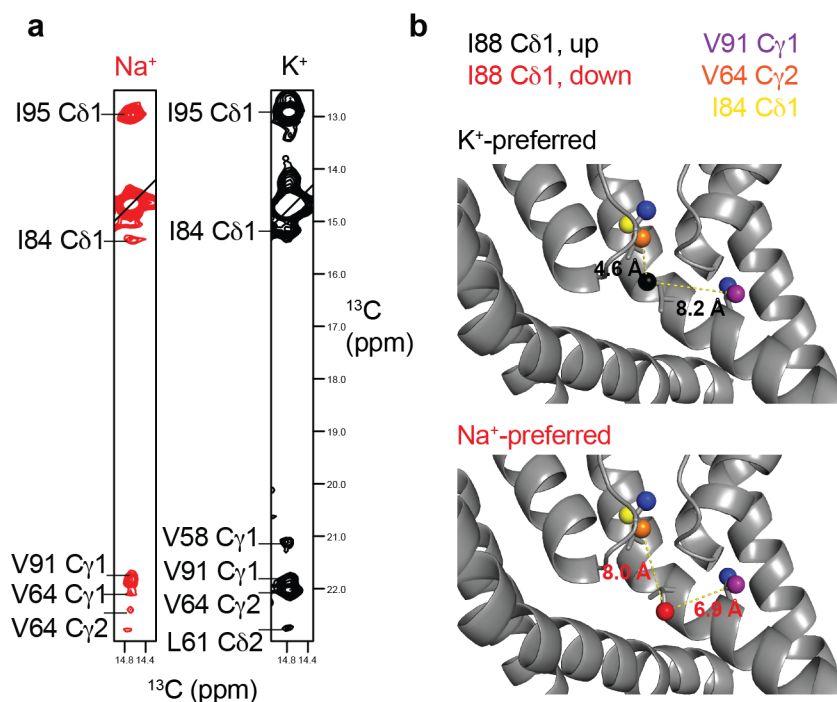 a
Na⁺
K⁺
I95 Cδ1
I95 Cδ1
13.0
14.0
I84 Cδ1
I84 Cδ1
15.0
16.0
¹³C
(ppm)
17.0
18.0
19.0
20.0
V58 Cγ1
21.0
V91 Cγ1
V91 Cγ1
V64 Cγ1
V64 Cγ2
22.0
V64 Cγ2
L61 Cδ2
14.8 14.4
14.8 14.4
¹³C (ppm)
b
I88 Cδ1, up
V91 Cγ1
I88 Cδ1, down
V64 Cγ2
I84 Cδ1
K⁺-preferred
4.6 Å
8.2 Å
Na⁺-preferred
8.0 Å
6.9 Å